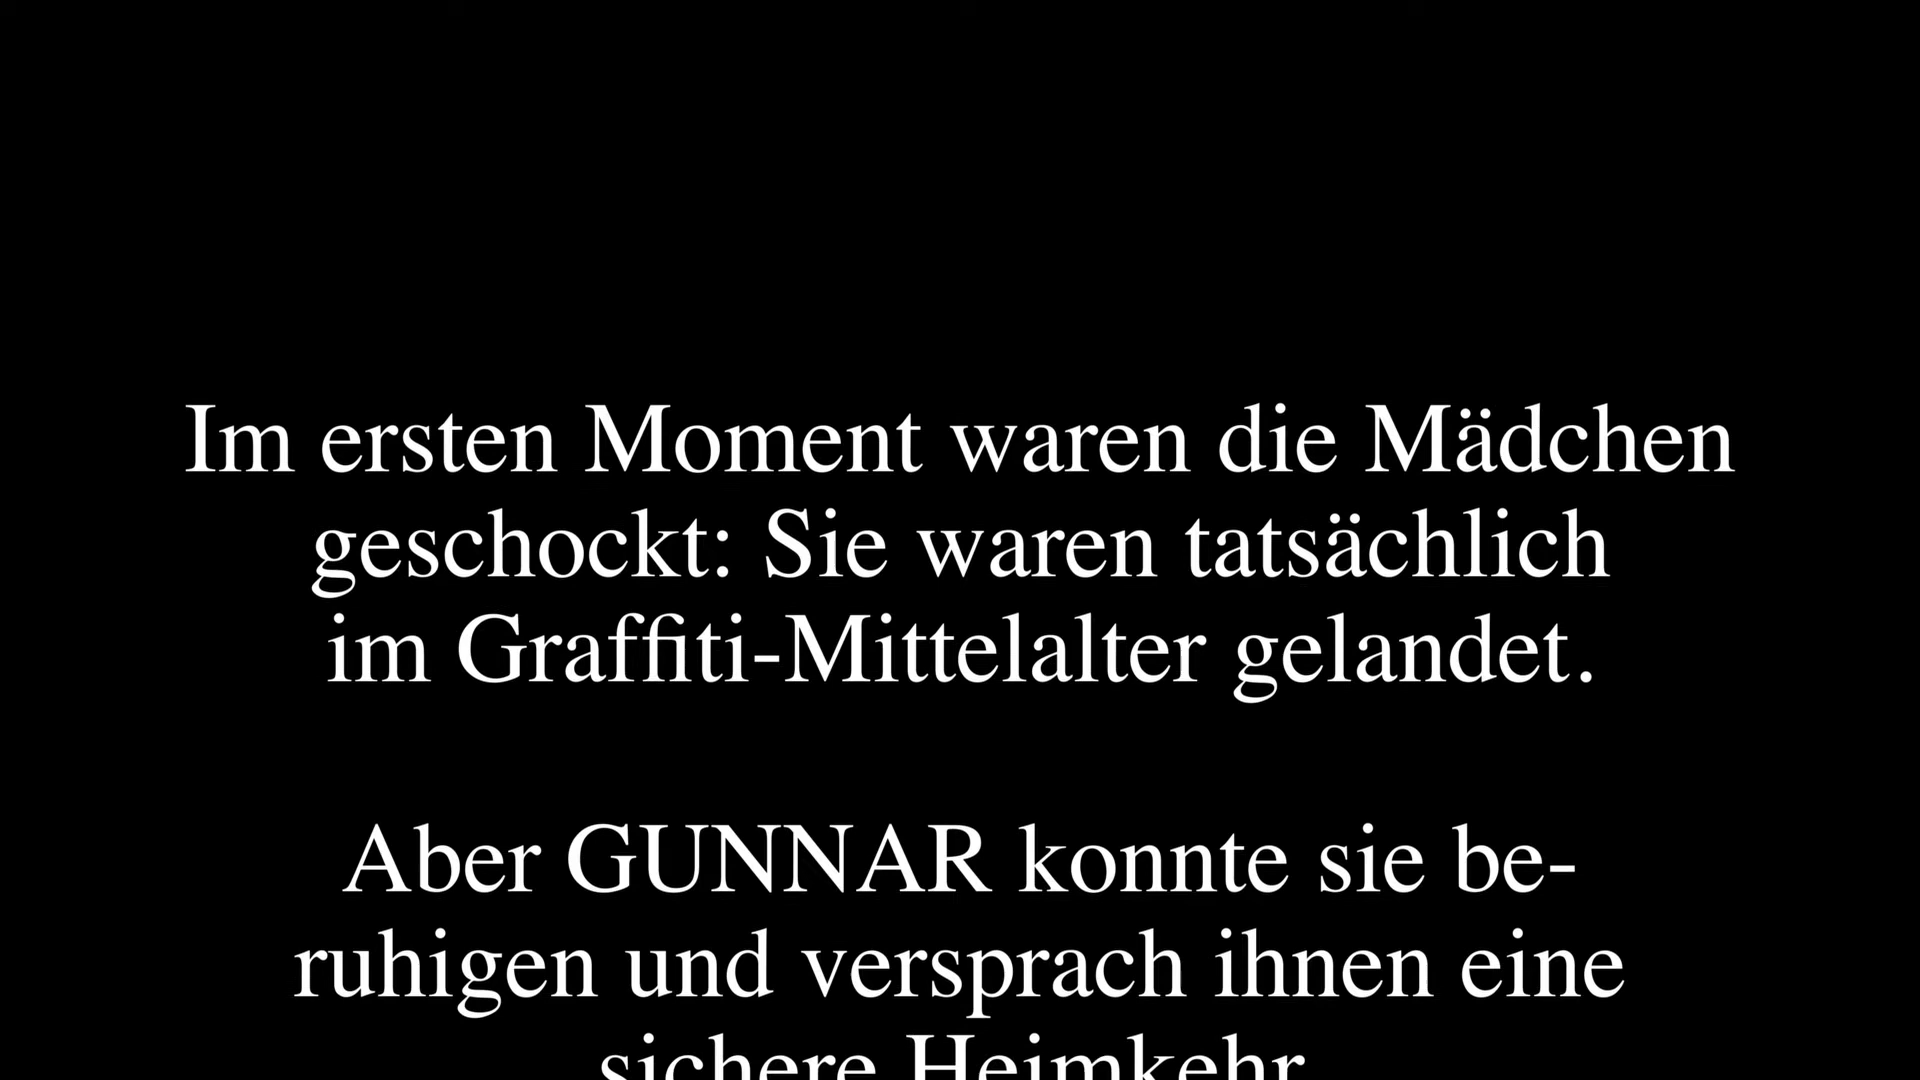 Im ersten Moment waren die Mädchen
geschockt: Sie waren tatsächlich
im Graffiti-Mittelalter gelandet.
Aber GUNNAR konnte sie be-
ruhigen und versprach ihnen eine
sichere Heimkehr.